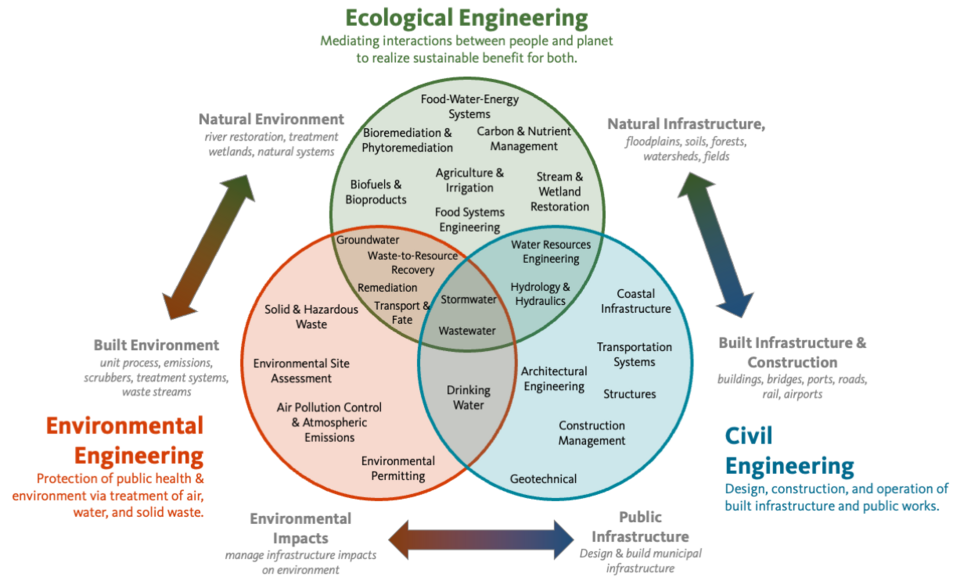 Ecological Engineering
Mediating interactions between people and planet
to realize sustainable benefit for both.
Natural Environment
river restoration, treatment
wetlands, natural systems
Natural Infrastructure,
floodplains, soils, forests,
watersheds, fields
Food-Water-Energy
Systems
Bioremediation &
Phytoremediation
Carbon & Nutrient
Management
Biofuels &
Bioproducts
Agriculture &
Irrigation
Stream &
Wetland
Restoration
Food Systems
Engineering
Groundwater
Waste-to-Resource
Recovery
Remediation
Transport &
Fate
Water Resources
Engineering
Hydrology &
Hydraulics
Stormwater
Wastewater
Solid & Hazardous
Waste
Environmental Site
Assessment
Air Pollution Control
& Atmospheric
Emissions
Environmental
Permitting
Drinking
Water
Coastal
Infrastructure
Transportation
Systems
Architectural
Engineering
Structures
Construction
Management
Geotechnical
Built Environment
unit process, emissions,
scrubbers, treatment systems,
waste streams
Built Infrastructure &
Construction
buildings, bridges, ports, roads,
rail, airports
Environmental
Engineering
Protection of public health &
environment via treatment of air,
water, and solid waste.
Civil
Engineering
Design, construction, and operation of
built infrastructure and public works.
Environmental
Impacts
manage infrastructure impacts
on environment
Public
Infrastructure
Design & build municipal
infrastructure